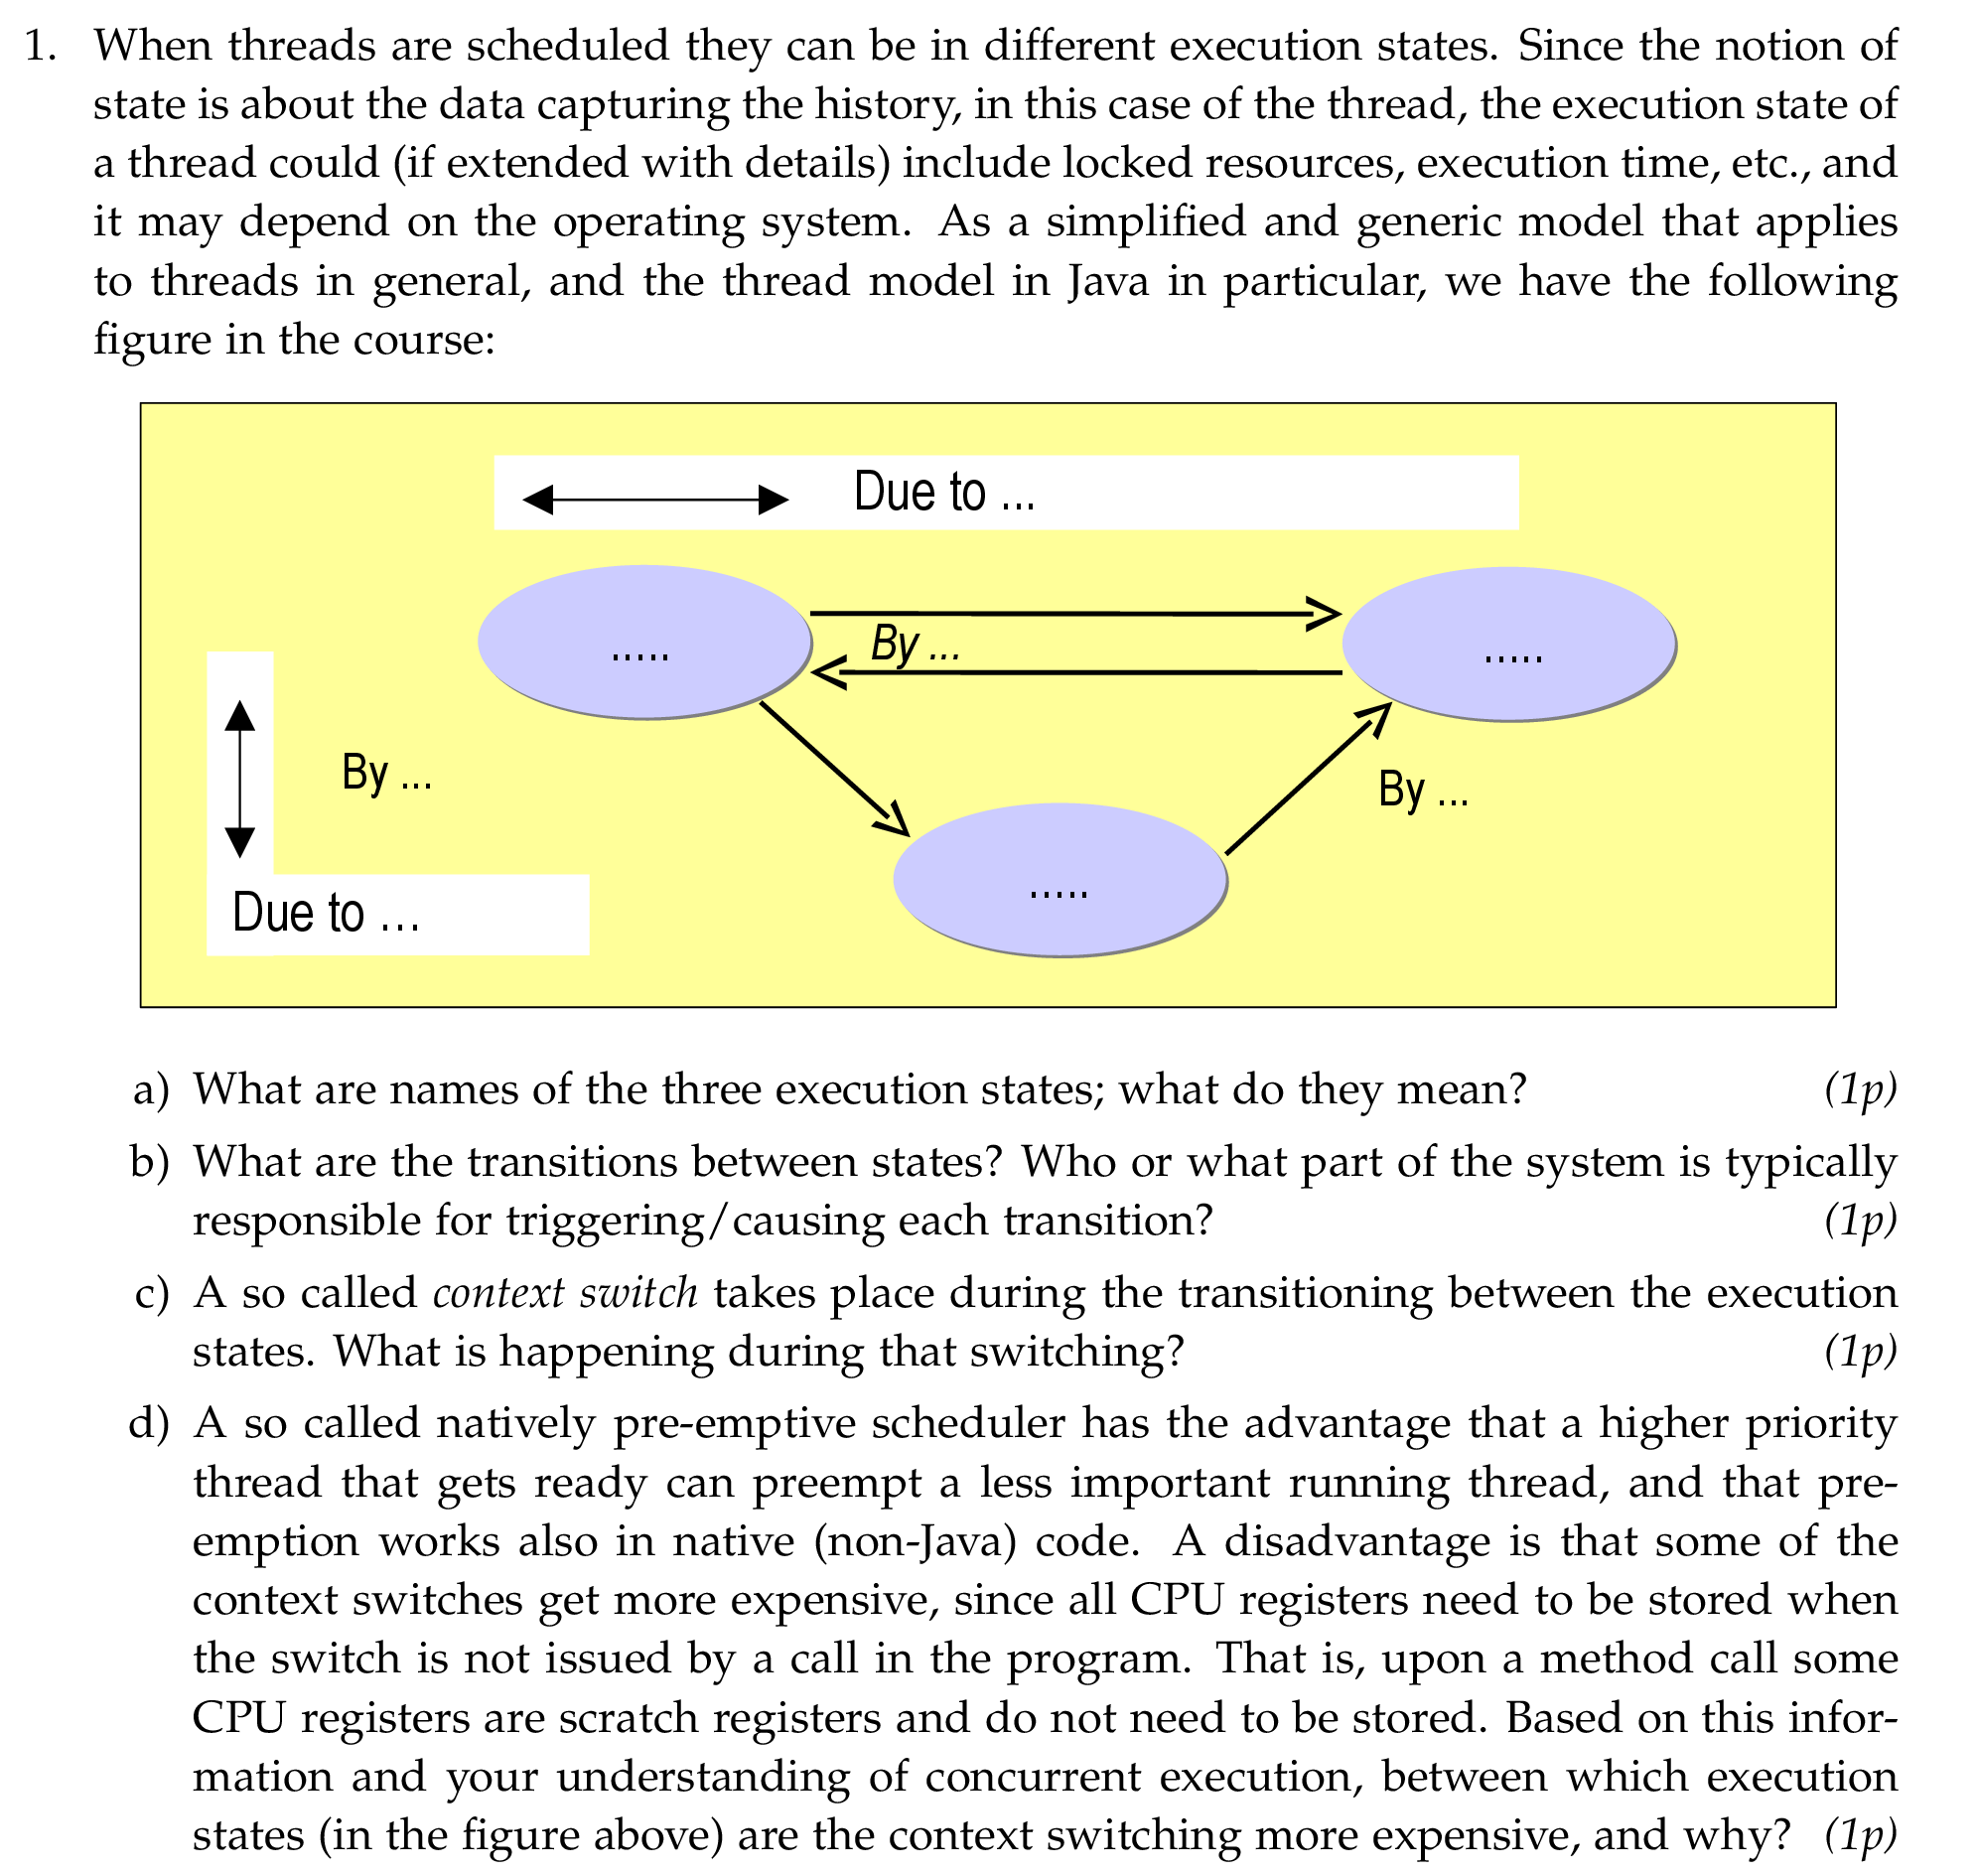 1. When threads are scheduled they can be in different execution states. Since the notion of
state is about the data capturing the history, in this case of the thread, the execution state of
a thread could (if extended with details) include locked resources, execution time, etc., and
it may depend on the operating system. As a simplified and generic model that applies
to threads in general, and the thread model in Java in particular, we have the following
figure in the course:
Due to ...
.....
By ...
.....
By ...
By ...
.....
Due to ...
a) What are names of the three execution states; what do they mean? (1p)
b) What are the transitions between states? Who or what part of the system is typically
responsible for triggering/causing each transition? (1p)
c) A so called context switch takes place during the transitioning between the execution
states. What is happening during that switching? (1p)
d) A so called natively pre-emptive scheduler has the advantage that a higher priority
thread that gets ready can preempt a less important running thread, and that pre-
emption works also in native (non-Java) code. A disadvantage is that some of the
context switches get more expensive, since all CPU registers need to be stored when
the switch is not issued by a call in the program. That is, upon a method call some
CPU registers are scratch registers and do not need to be stored. Based on this infor-
mation and your understanding of concurrent execution, between which execution
states (in the figure above) are the context switching more expensive, and why? (1p)